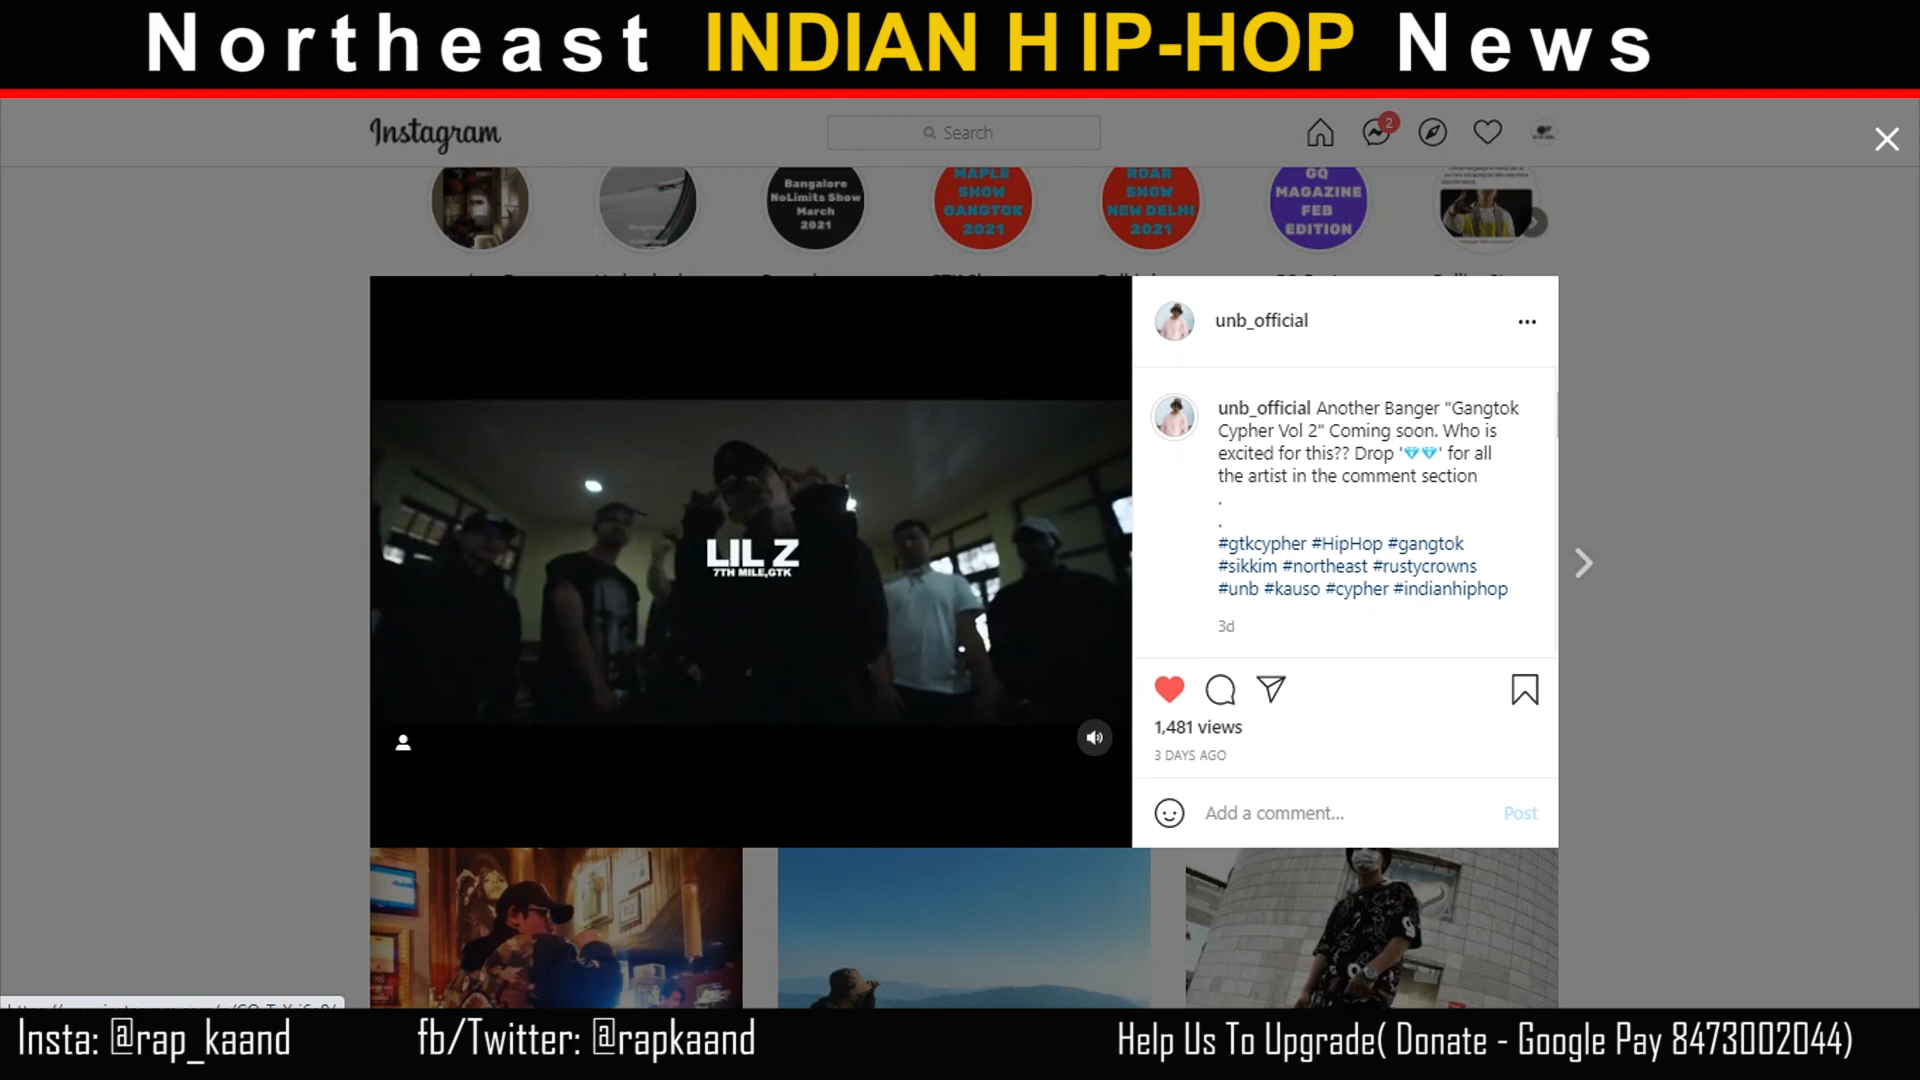 Northeast INDIAN HIP-HOP News
Instagram
Search
2
Bangalore
NoLimits Show
March
2021
MAPLE
SHOW
GANGTOK
2021
ROAR
SHOW
NEW DELHI
2021
GQ
MAGAZINE
FEB
EDITION
unb_official
unb_official Another Banger "Gangtok
Cypher Vol 2" Coming soon. Who is
excited for this?? Drop '💎💎' for all
the artist in the comment section
.
.
#gtkcypher #HipHop #gangtok
#sikkim #northeast #rustycrowns
#unb #kauso #cypher #indianhiphop
3d
LIL Z
7TH MILE,GTK
1,481 views
3 DAYS AGO
Add a comment...
Post
Insta: @rap_kaand
fb/Twitter: @rapkaand
Help Us To Upgrade( Donate - Google Pay 8473002044)